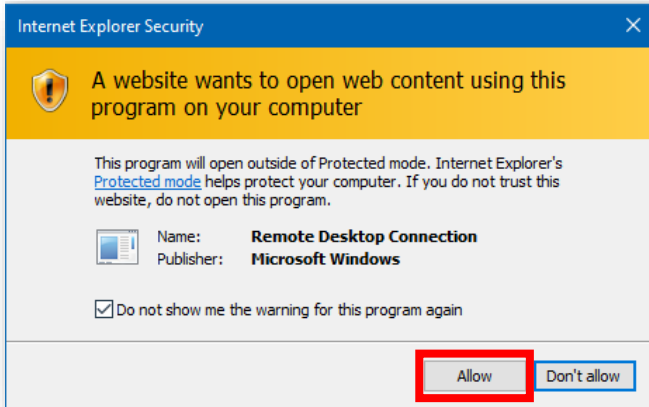 Internet Explorer Security
A website wants to open web content using this
program on your computer
This program will open outside of Protected mode. Internet Explorer's
Protected mode helps protect your computer. If you do not trust this
website, do not open this program.
Name: Remote Desktop Connection
Publisher: Microsoft Windows
Do not show me the warning for this program again
Allow Don't allow